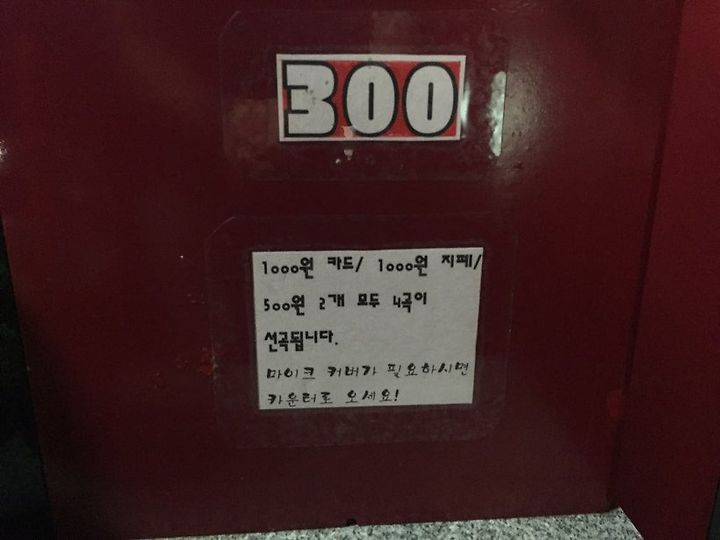 300
1000원 카드/ 1000원 지폐/
500원 2개 모두 4곡이
선곡됩니다.
마이크 커버가 필요하시면
카운터로 오세요!